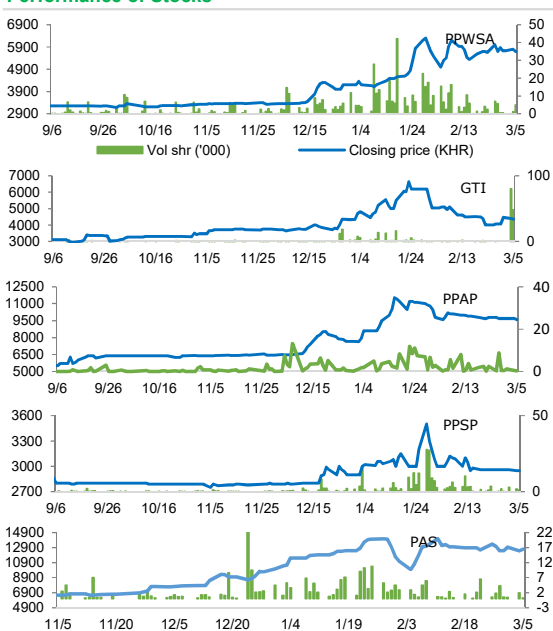 Performance of Stocks
6900 50
PPWSA
5900 40
4900 30
20
3900 10
2900 0
9/6 9/26 10/16 11/5 11/25 12/15 1/4 1/24 2/13 3/5
Vol shr ('000) Closing price (KHR)
7000 100
GTI
6000
5000
4000
3000 0
9/6 9/26 10/16 11/5 11/25 12/15 1/4 1/24 2/13 3/5
12500 40
PPAP
11000
9500 20
8000
6500
5000 0
9/6 9/26 10/16 11/5 11/25 12/15 1/4 1/24 2/13 3/5
3600 50
PPSP
3300
3000
2700 0
9/6 9/26 10/16 11/5 11/25 12/15 1/4 1/24 2/13 3/5
14900 22
PAS
12900 17
10900 12
8900 7
6900 2
4900 -3
11/5 11/20 12/5 12/20 1/4 1/19 2/3 2/18 3/5